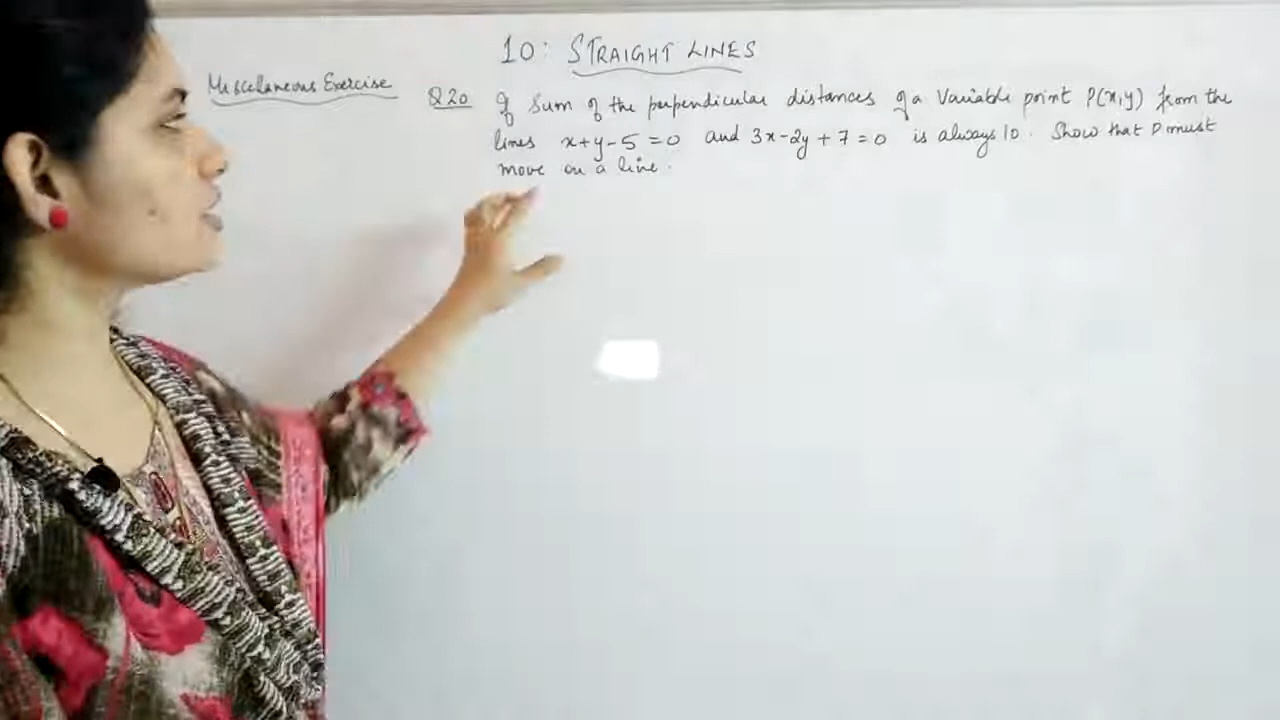 10: STRAIGHT LINES
Miscellaneous Exercise
Q20 If Sum of the perpendicular distances of a variable point P(x,y) from the
lines x+y-5=0 and 3x-2y+7=0 is always 10. Show that P must
move on a line.